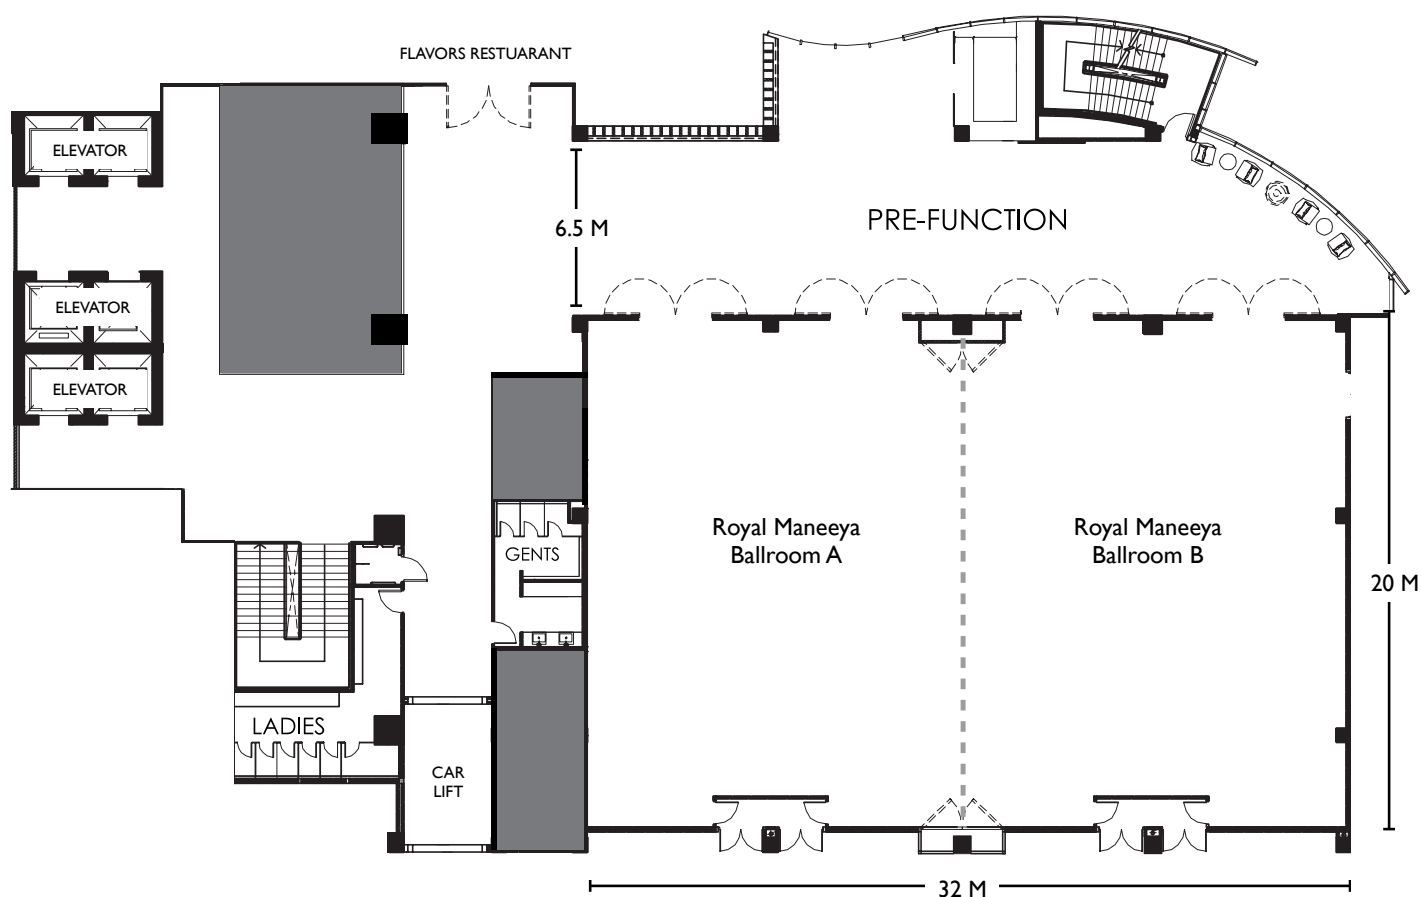 FLAVORS RESTUARANT
ELEVATOR
PRE-FUNCTION
6.5 M
ELEVATOR
ELEVATOR
Royal Maneeya
Ballroom A
Royal Maneeya
Ballroom B
GENTS
20 M
LADIES
CAR
LIFT
32 M